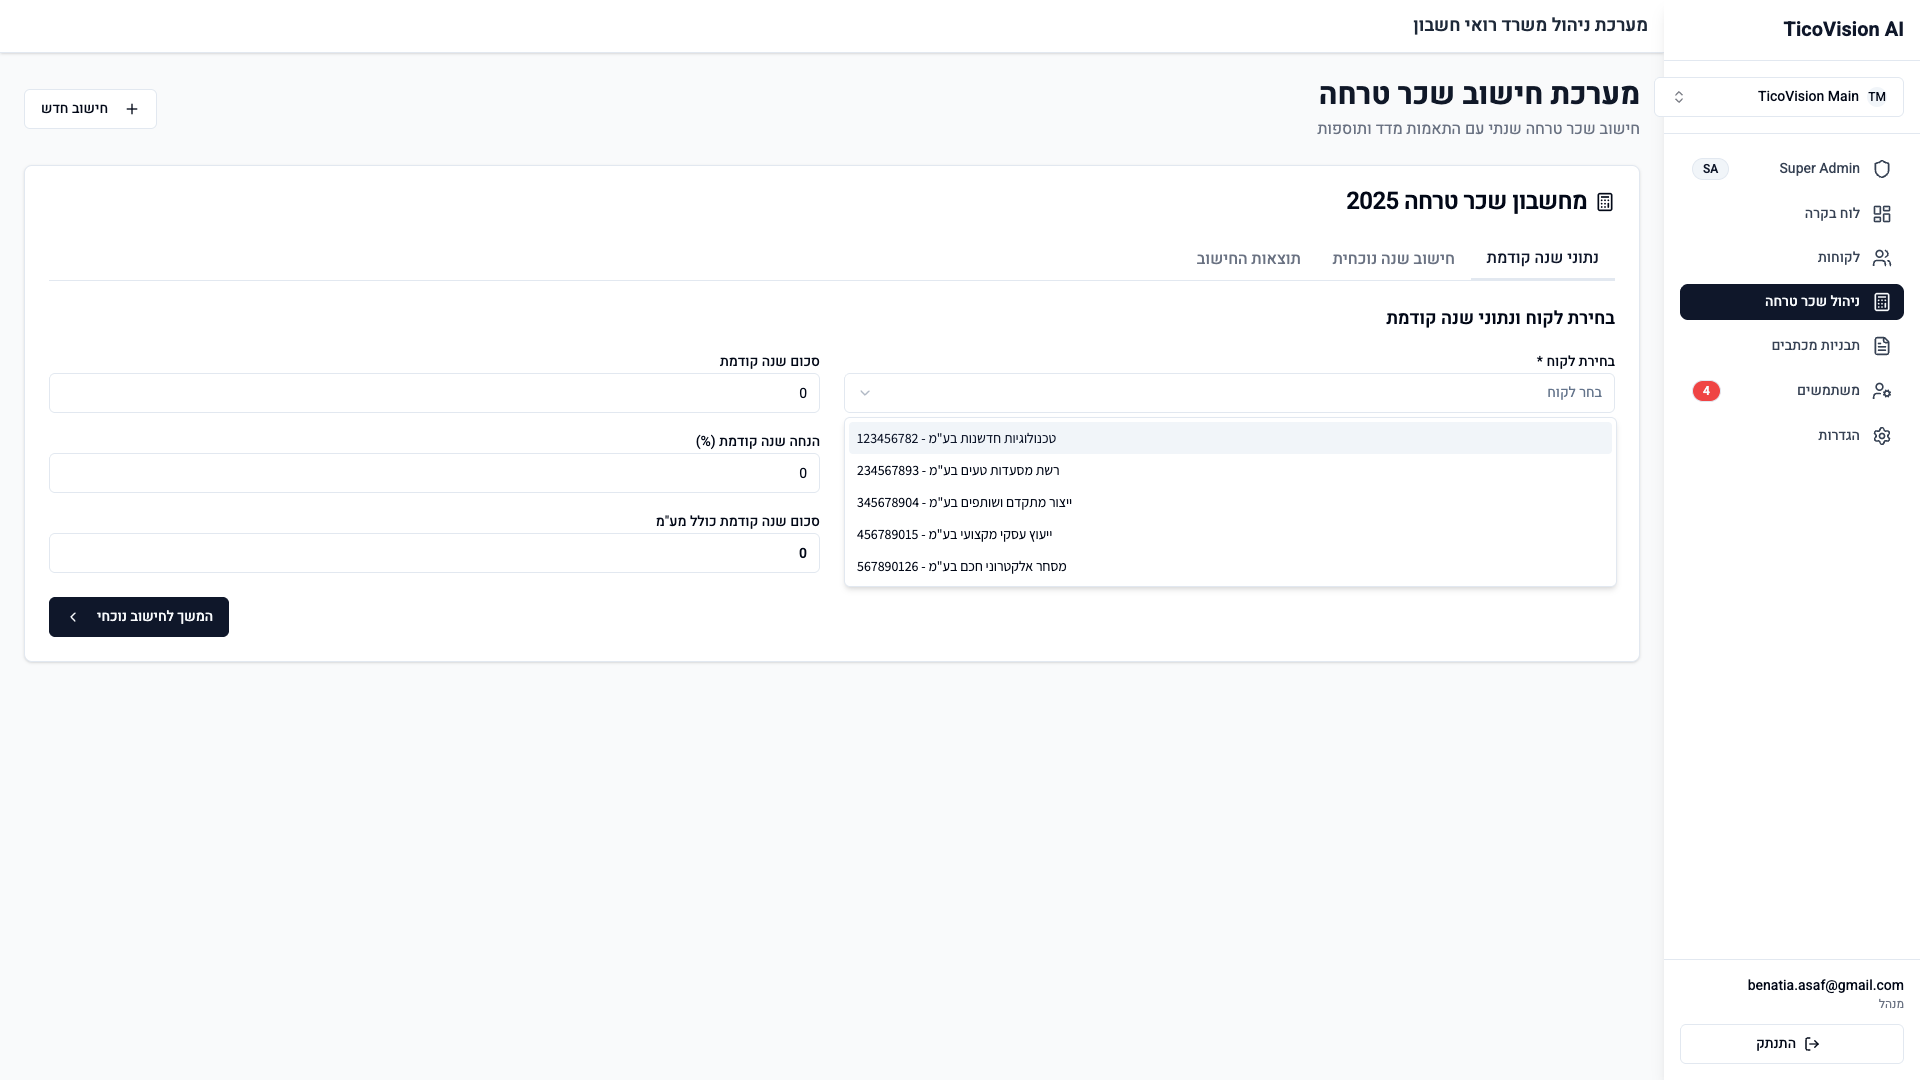 TicoVision AI
TM TicoVision Main
Super Admin SA
לוח בקרה
לקוחות
ניהול שכר טרחה
תבניות מכתבים
משתמשים 4
הגדרות
benatia.asaf@gmail.com
מנהל
התנתק
מערכת ניהול משרד רואי חשבון
מערכת חישוב שכר טרחה
חישוב שכר טרחה שנתי עם התאמות מדד ותוספות
חישוב חדש
מחשבון שכר טרחה 2025
נתוני שנה קודמת
חישוב שנה נוכחית
תוצאות החישוב
בחירת לקוח ונתוני שנה קודמת
בחירת לקוח *
בחר לקוח
טכנולוגיות חדשנות בע"מ - 123456782
רשת מסעדות טעים בע"מ - 234567893
ייצור מתקדם ושותפים בע"מ - 345678904
ייעוץ עסקי מקצועי בע"מ - 456789015
מסחר אלקטרוני חכם בע"מ - 567890126
סכום שנה קודמת
0
הנחה שנה קודמת (%)
0
סכום שנה קודמת כולל מע"מ
0
המשך לחישוב נוכחי